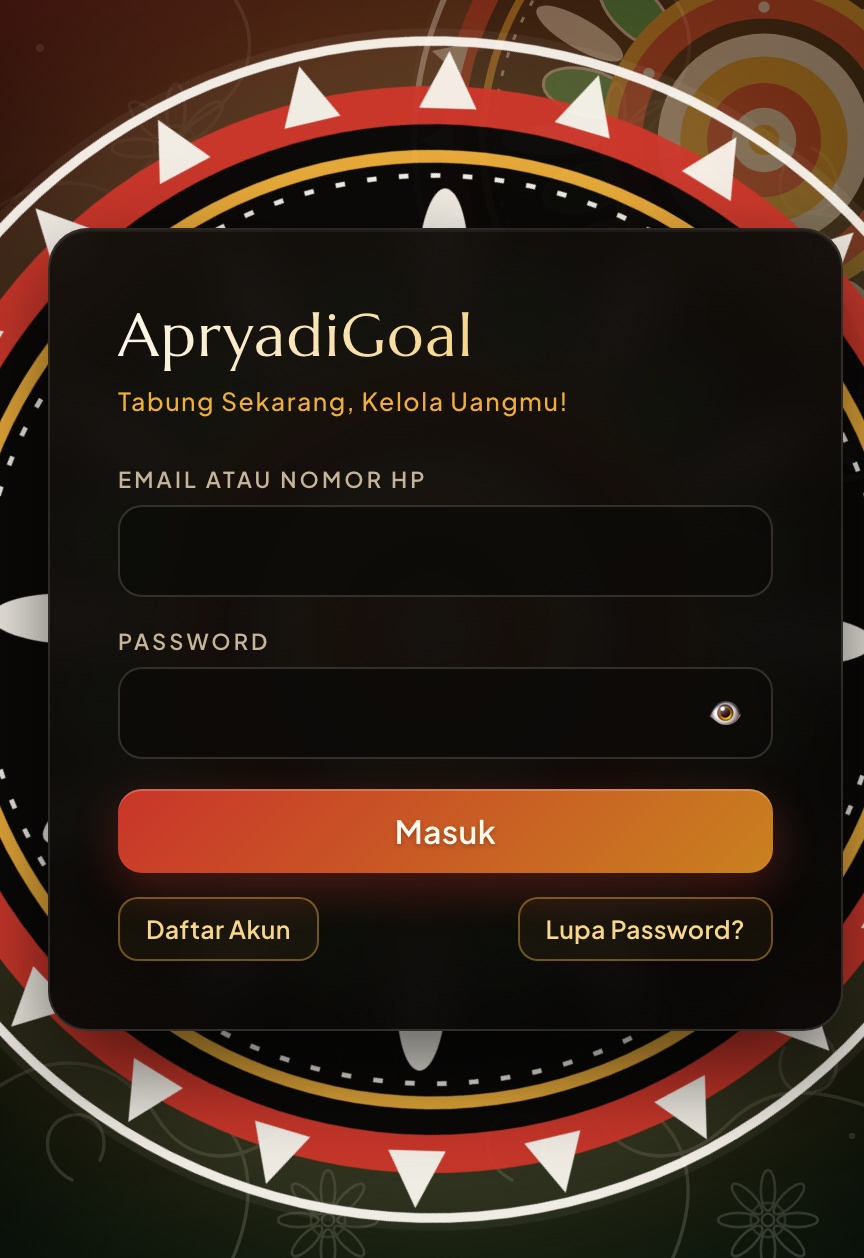 ApryadiGoal
Tabung Sekarang, Kelola Uangmu!
EMAIL ATAU NOMOR HP
PASSWORD
Masuk
Daftar Akun
Lupa Password?